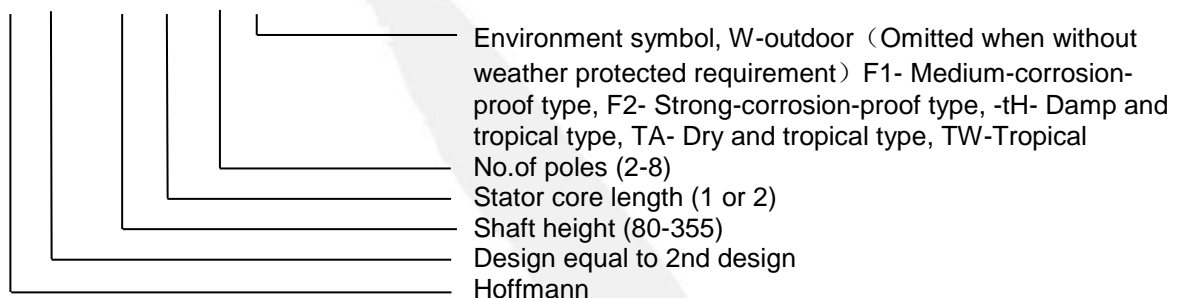 Environment symbol, W-outdoor（Omitted when without
weather protected requirement）F1- Medium-corrosion-
proof type, F2- Strong-corrosion-proof type, -tH- Damp and
tropical type, TA- Dry and tropical type, TW-Tropical
No.of poles (2-8)
Stator core length (1 or 2)
Shaft height (80-355)
Design equal to 2nd design
Hoffmann